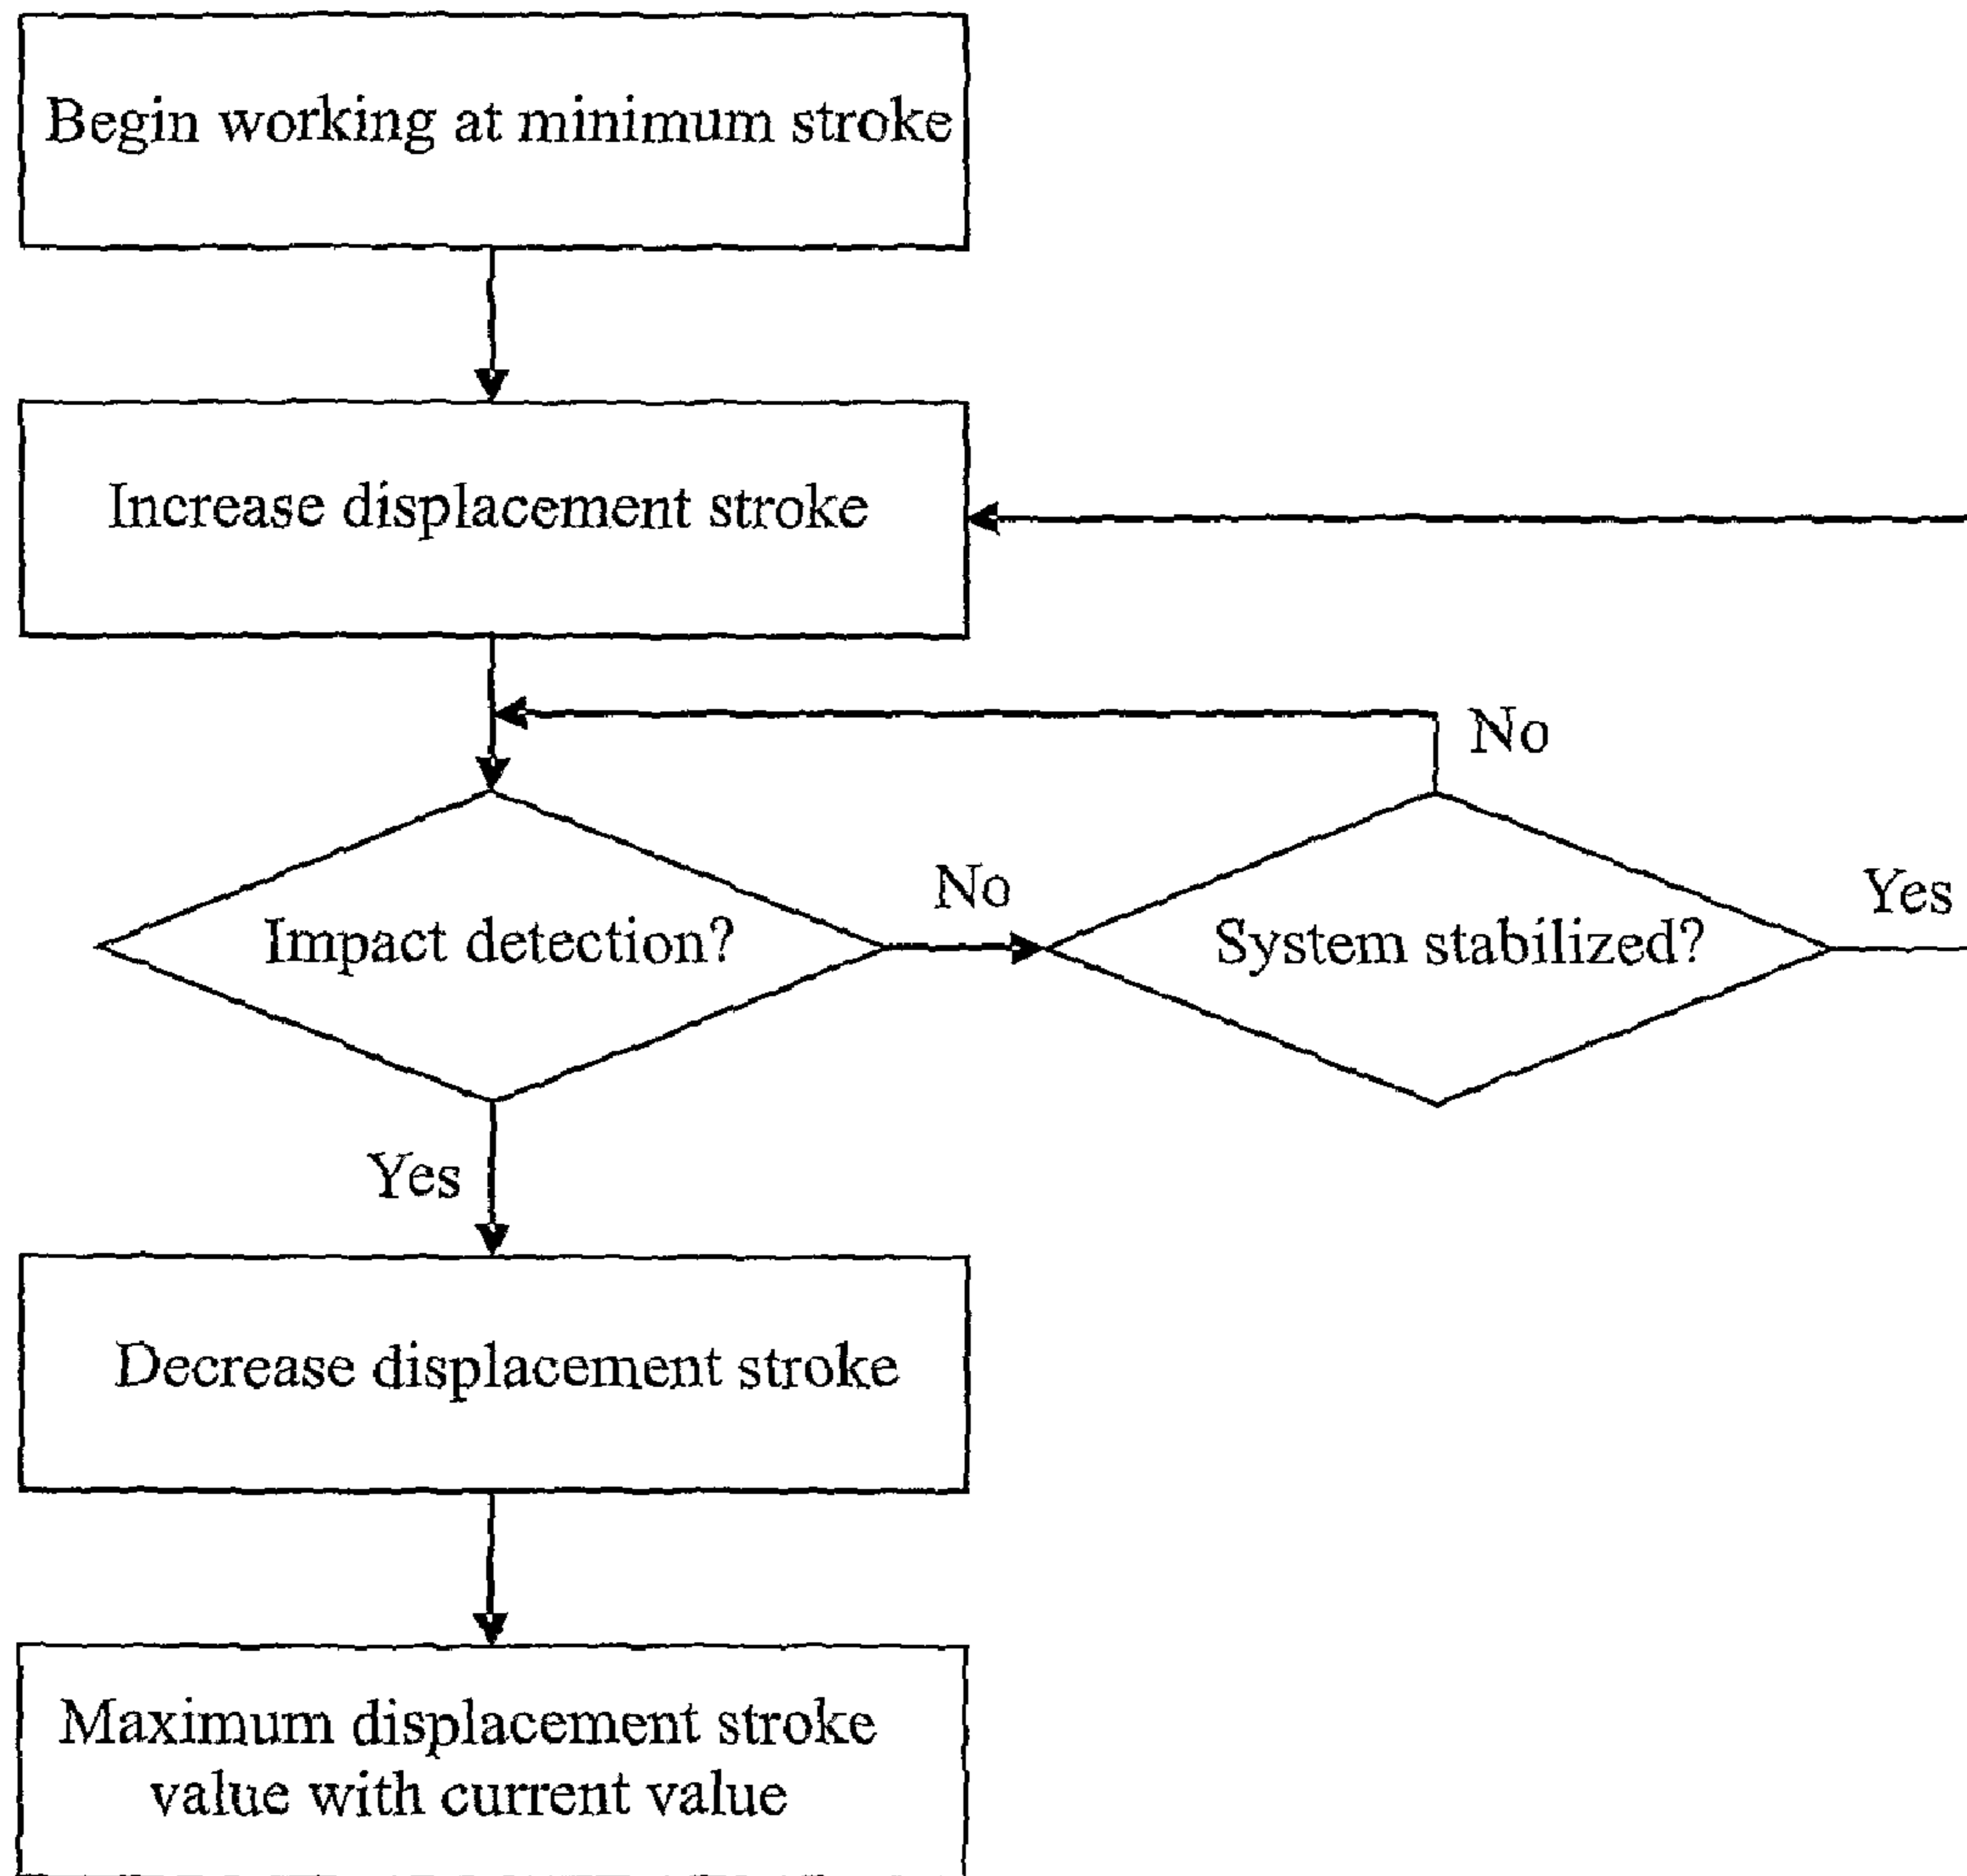 Begin working at minimum stroke
Increase displacement stroke
No
No
Yes
Impact detection?
System stabilized?
Yes
Decrease displacement stroke
Maximum displacement stroke
value with current value